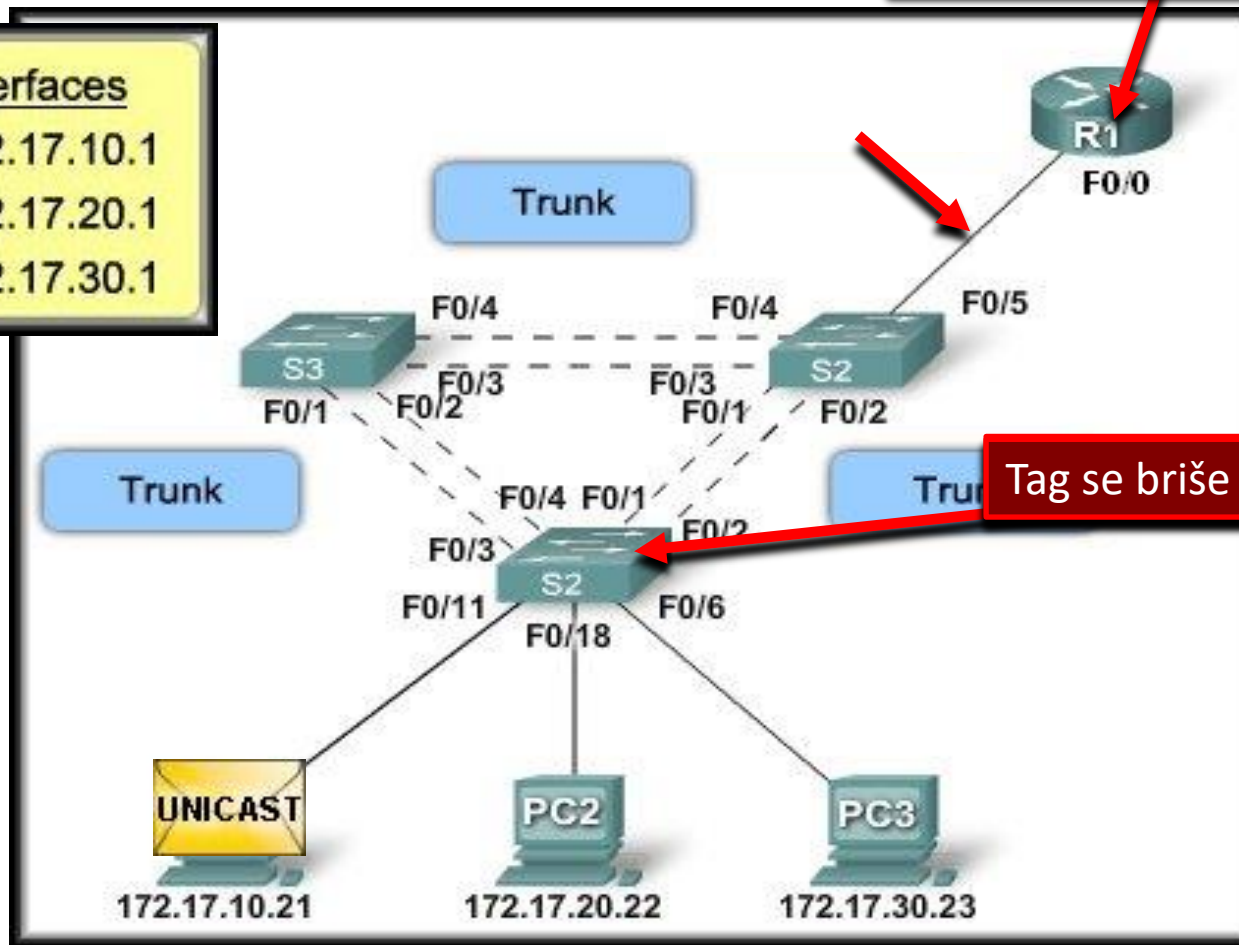 erfaces
2.17.10.1
2.17.20.1
2.17.30.1
R1
F0/0
Trunk
F0/4
F0/4
F0/5
S3
F0/3
F0/3
S2
F0/1
F0/2
F0/1
F0/2
Trunk
Tru
Tag se briše
F0/4
F0/1
F0/2
F0/3
S2
F0/11
F0/6
F0/18
UNICAST
PC2
PC3
172.17.10.21
172.17.20.22
172.17.30.23